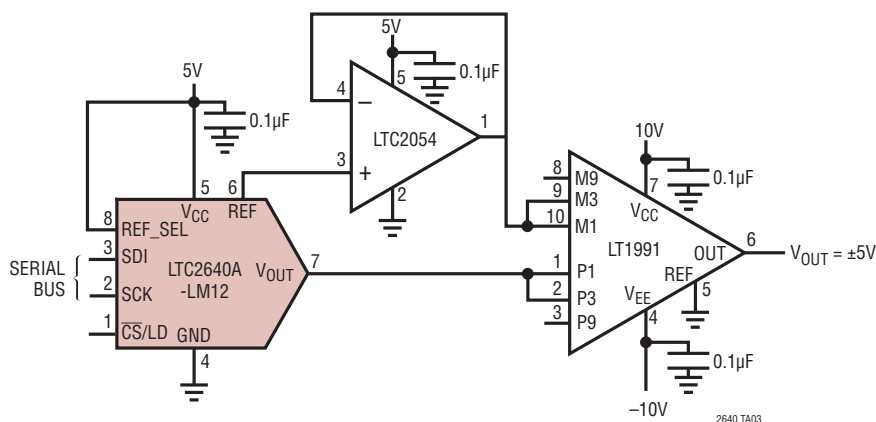 5V
0.1µF
4
–
5
LTC2054
1
3
+
2
5V
0.1µF
5
6
VCC
REF
8
REF_SEL
3
SDI
SERIAL
BUS
2
SCK
LTC2640A
-LM12
VOUT
7
1
CS/LD
GND
4
10V
0.1µF
7
VCC
8
M9
9
M3
10
M1
LT1991
1
P1
2
P3
3
P9
OUT
6
VOUT = ±5V
REF
5
VEE
4
0.1µF
–10V
2640 TA03